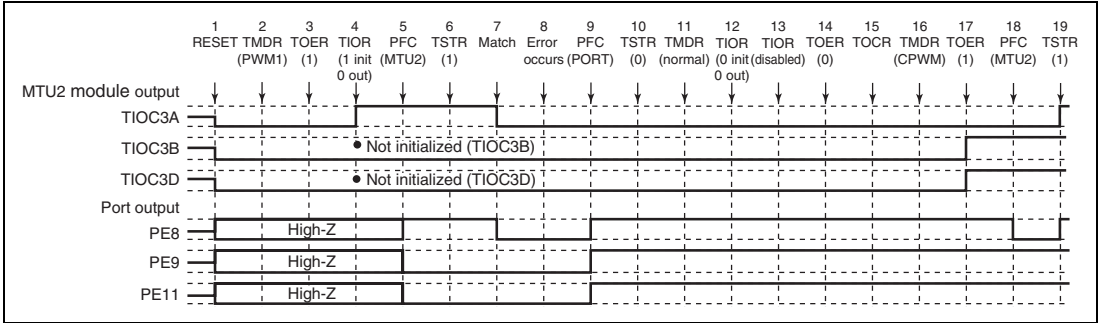 1 2 3 4 5 6 7 8 9 10 11 12 13 14 15 16 17 18 19
RESET TMDR TOER TIOR PFC TSTR Match Error PFC TSTR TMDR TIOR TIOR TOER TOCR TMDR TOER PFC TSTR
(PWM1) (1) (1 init (MTU2) (1) occurs (PORT) (0) (normal) (0 init (disabled) (0) (CPWM) (1) (MTU2) (1)
0 out) 0 out)
MTU2 module output
TIOC3A
TIOC3B • Not initialized (TIOC3B)
TIOC3D • Not initialized (TIOC3D)
Port output
PE8 High-Z
PE9 High-Z
PE11 High-Z